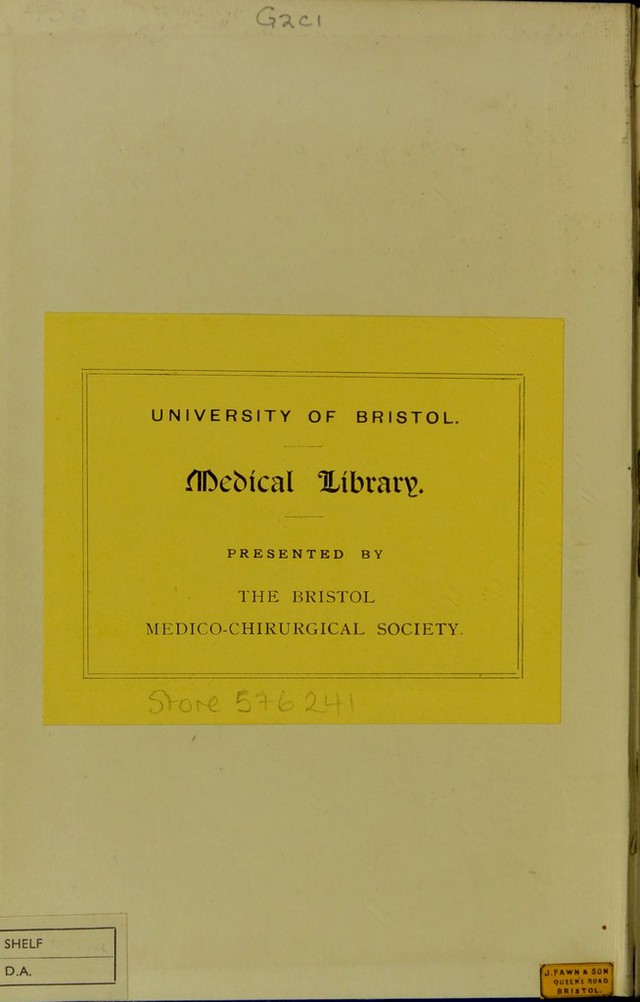 G2C1
UNIVERSITY OF BRISTOL.
Medical Library.
PRESENTED BY
THE BRISTOL
MEDICO-CHIRURGICAL SOCIETY.
Store 576241
SHELF
D.A.
J. FAWN & SON
QUEEN'S ROAD
BRISTOL.